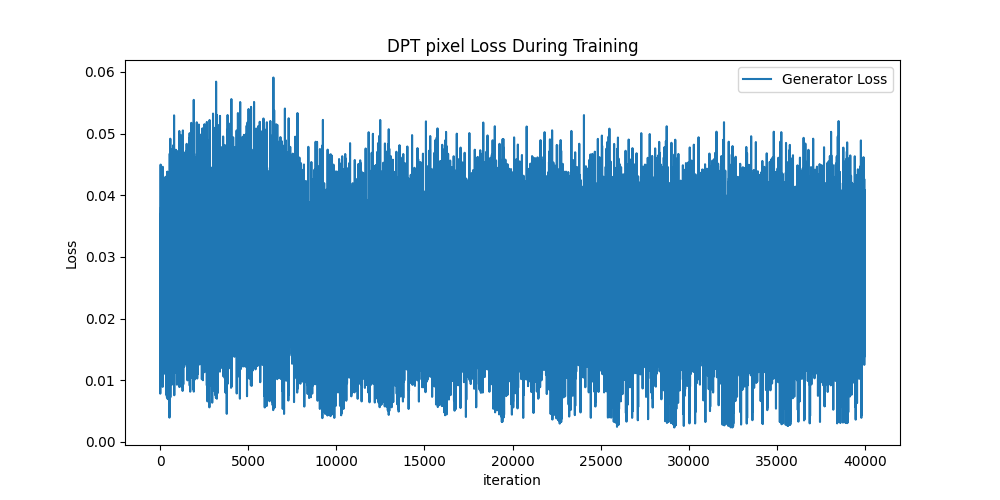 DPT pixel Loss During Training
Generator Loss
0.06
0.05
0.04
0.03
0.02
0.01
0.00
Loss
0 5000 10000 15000 20000 25000 30000 35000 40000
iteration